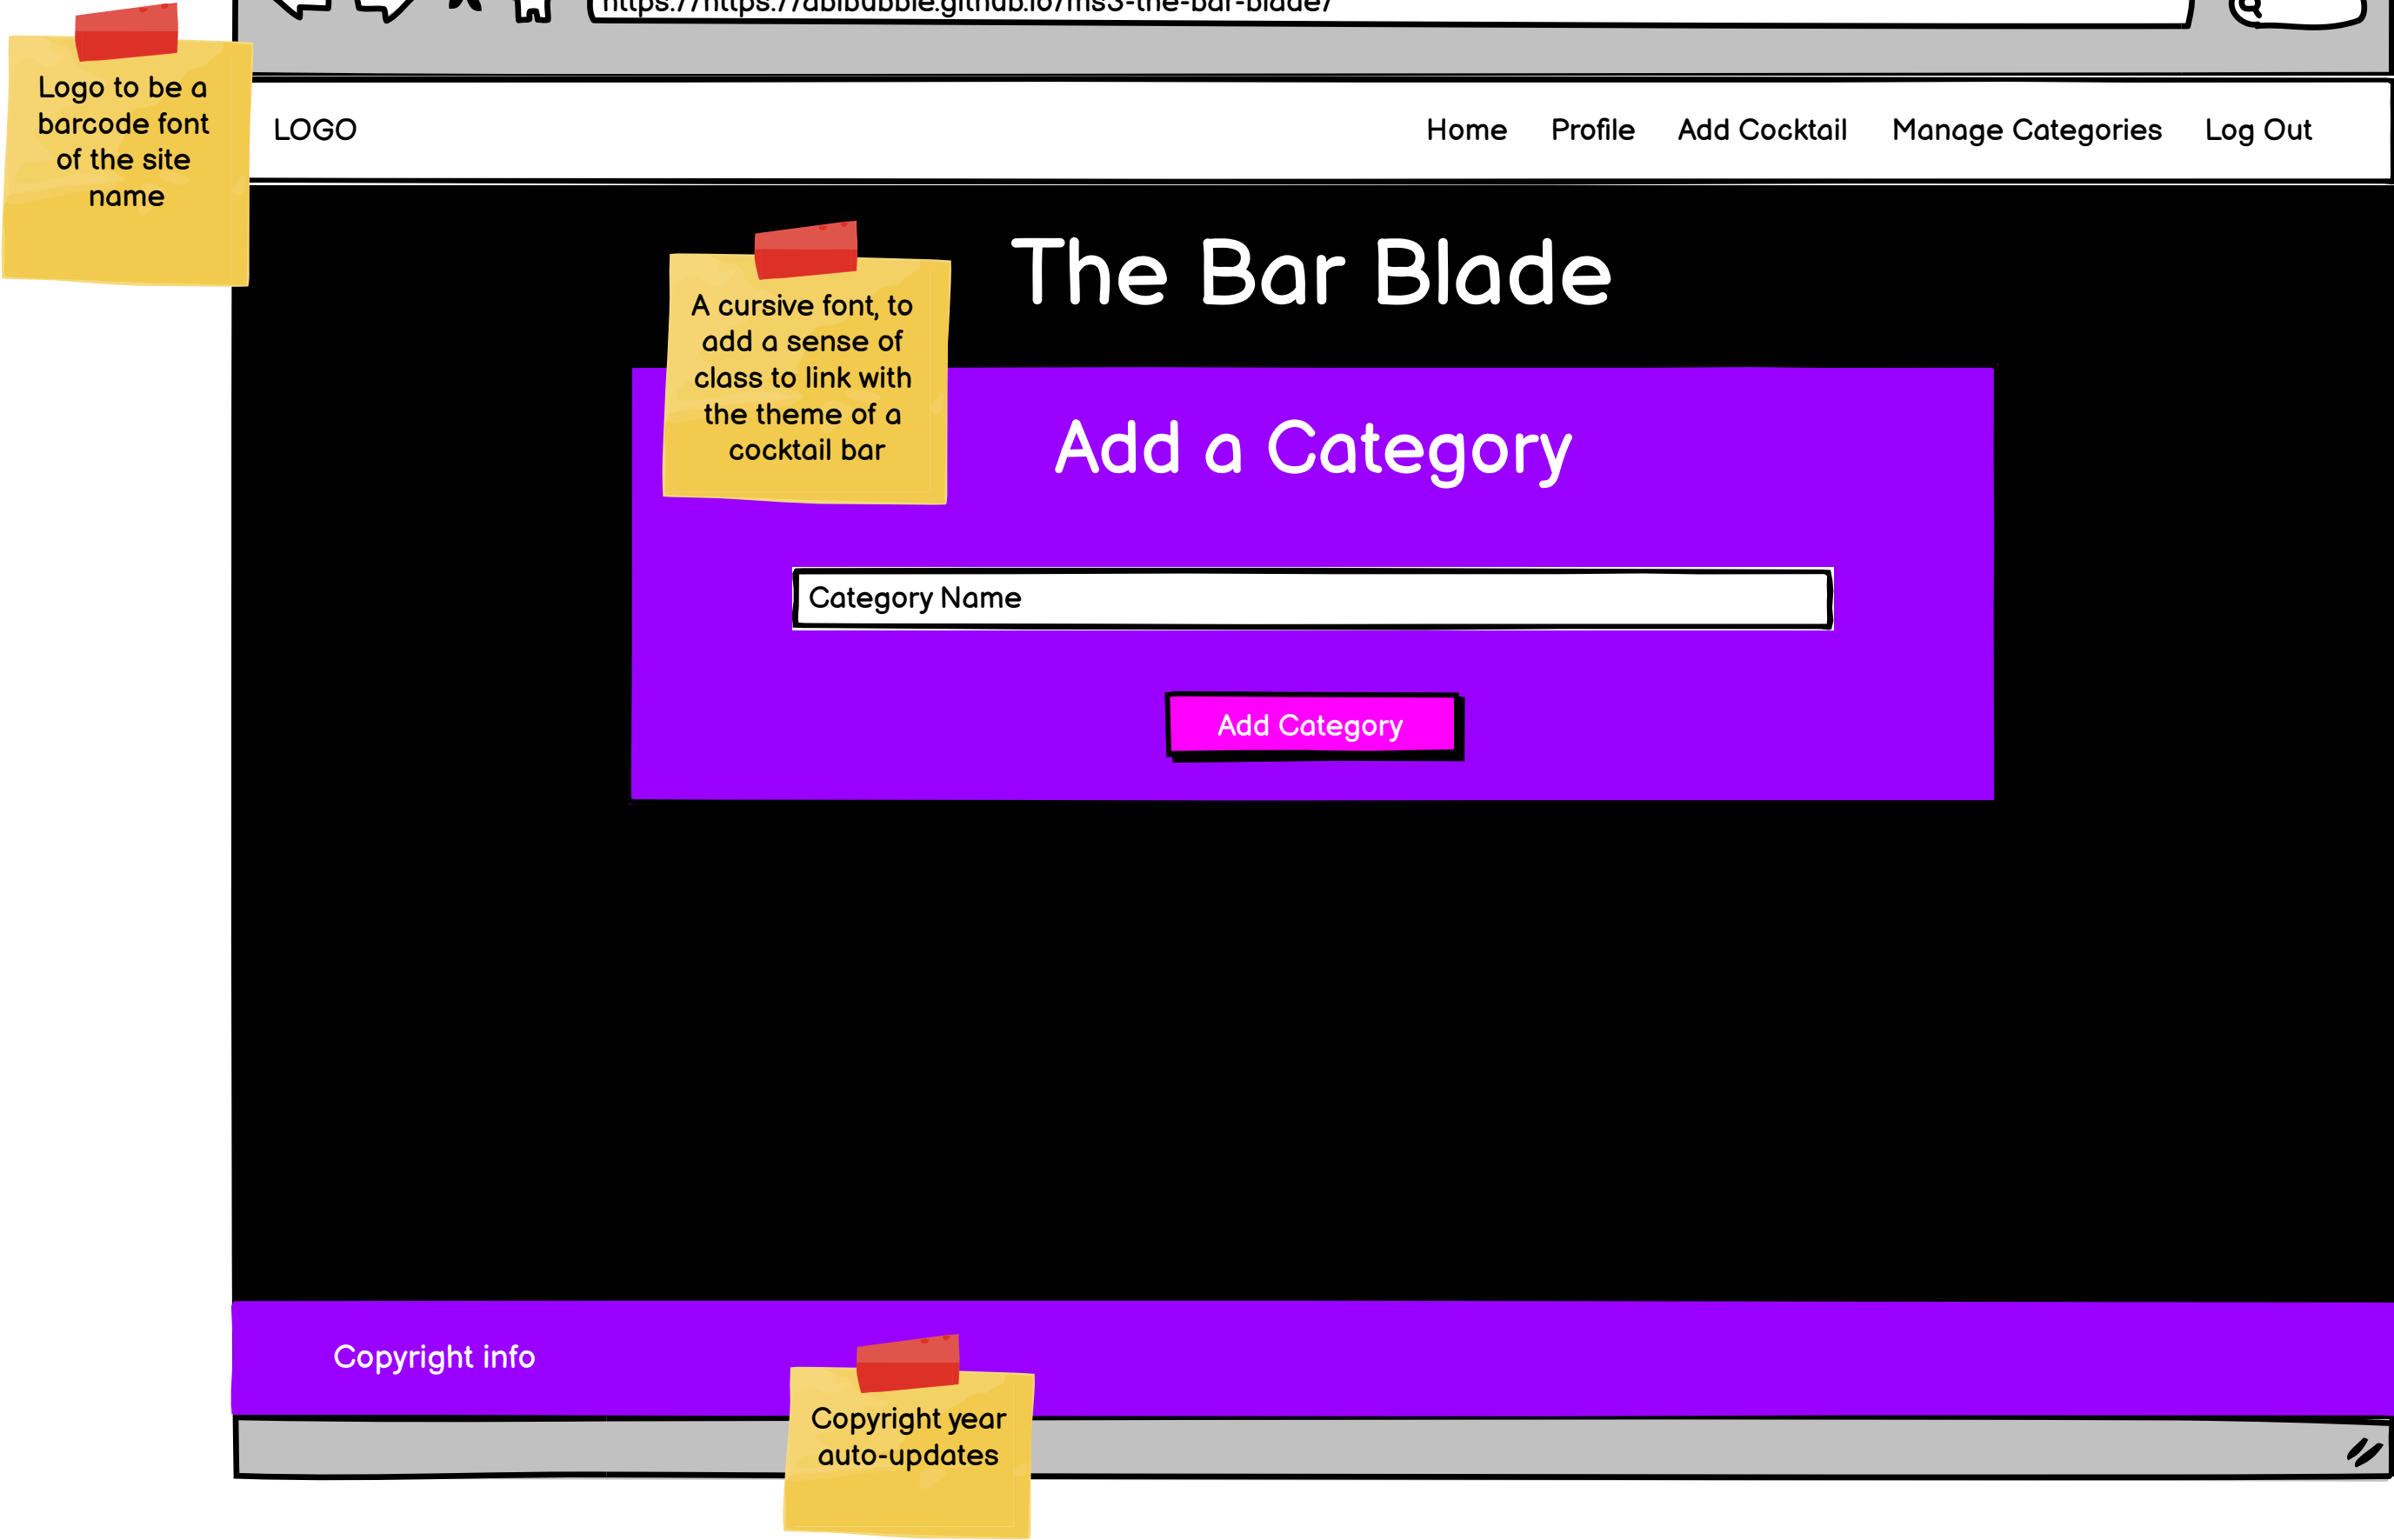 https://https://abibubble.github.io/ms3-the-bar-blade/
Logo to be a
barcode font
of the site
name
LOGO
Home Profile Add Cocktail Manage Categories Log Out
The Bar Blade
A cursive font, to
add a sense of
class to link with
the theme of a
cocktail bar
Add a Category
Category Name
Add Category
Copyright info
Copyright year
auto-updates